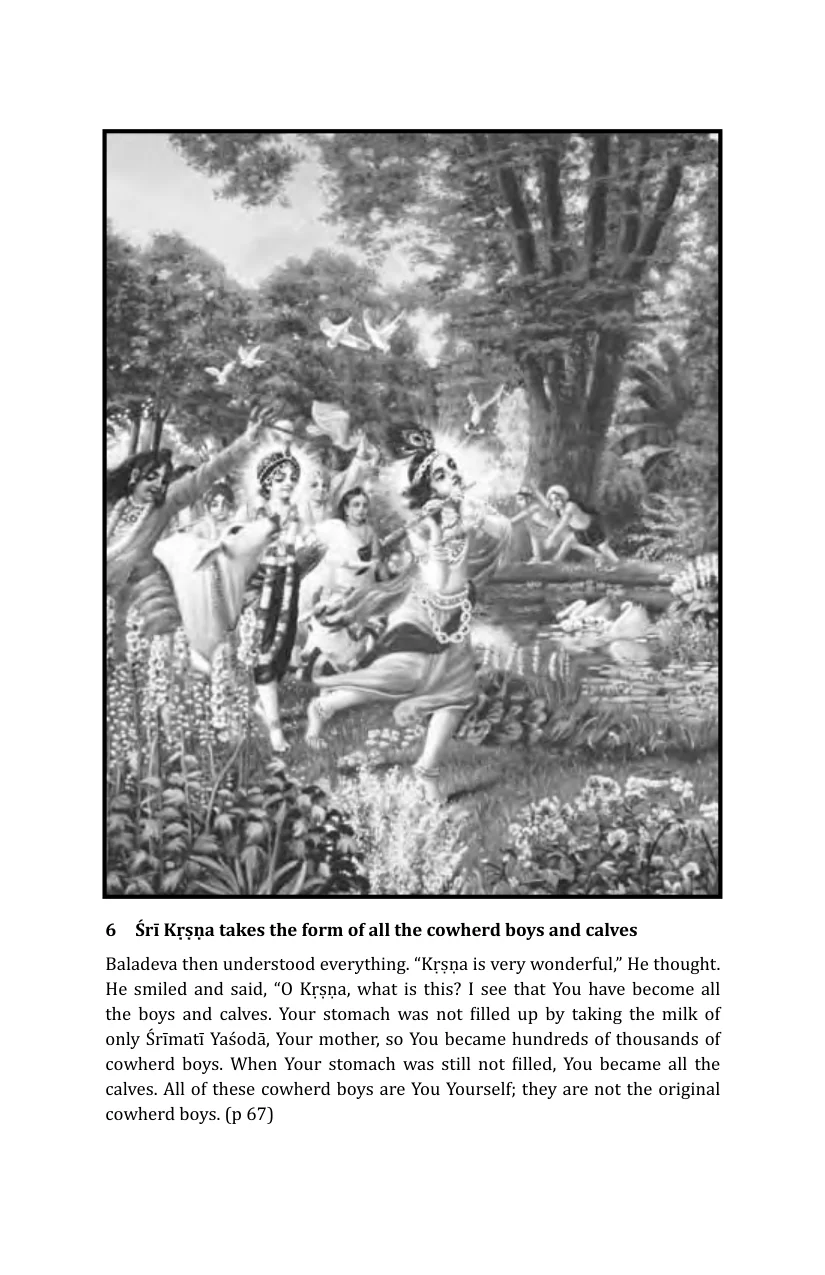 6 Śrī Kṛṣṇa takes the form of all the cowherd boys and calves
Baladeva then understood everything. “Kṛṣṇa is very wonderful,” He thought.
He smiled and said, “O Kṛṣṇa, what is this? I see that You have become all
the boys and calves. Your stomach was not filled up by taking the milk of
only Śrīmatī Yaśodā, Your mother, so You became hundreds of thousands of
cowherd boys. When Your stomach was still not filled, You became all the
calves. All of these cowherd boys are You Yourself; they are not the original
cowherd boys. (p 67)